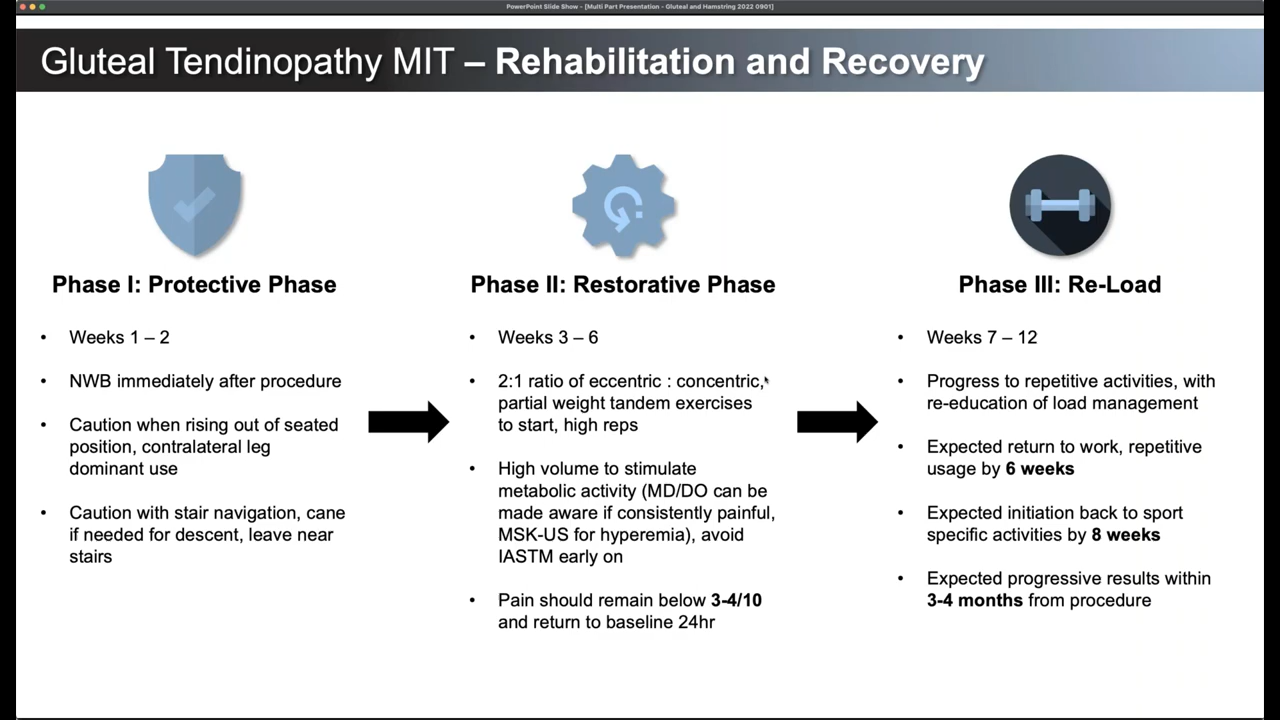 PowerPoint Slide Show - [Multi Part Presentation - Gluteal and Hamstring 2022 0901]
Gluteal Tendinopathy MIT – Rehabilitation and Recovery
Phase I: Protective Phase
• Weeks 1 – 2
• NWB immediately after procedure
• Caution when rising out of seated
position, contralateral leg
dominant use
• Caution with stair navigation, cane
if needed for descent, leave near
stairs
Phase II: Restorative Phase
• Weeks 3 – 6
• 2:1 ratio of eccentric : concentric,
partial weight tandem exercises
to start, high reps
• High volume to stimulate
metabolic activity (MD/DO can be
made aware if consistently painful,
MSK-US for hyperemia), avoid
IASTM early on
• Pain should remain below 3-4/10
and return to baseline 24hr
Phase III: Re-Load
• Weeks 7 – 12
• Progress to repetitive activities, with
re-education of load management
• Expected return to work, repetitive
usage by 6 weeks
• Expected initiation back to sport
specific activities by 8 weeks
• Expected progressive results within
3-4 months from procedure